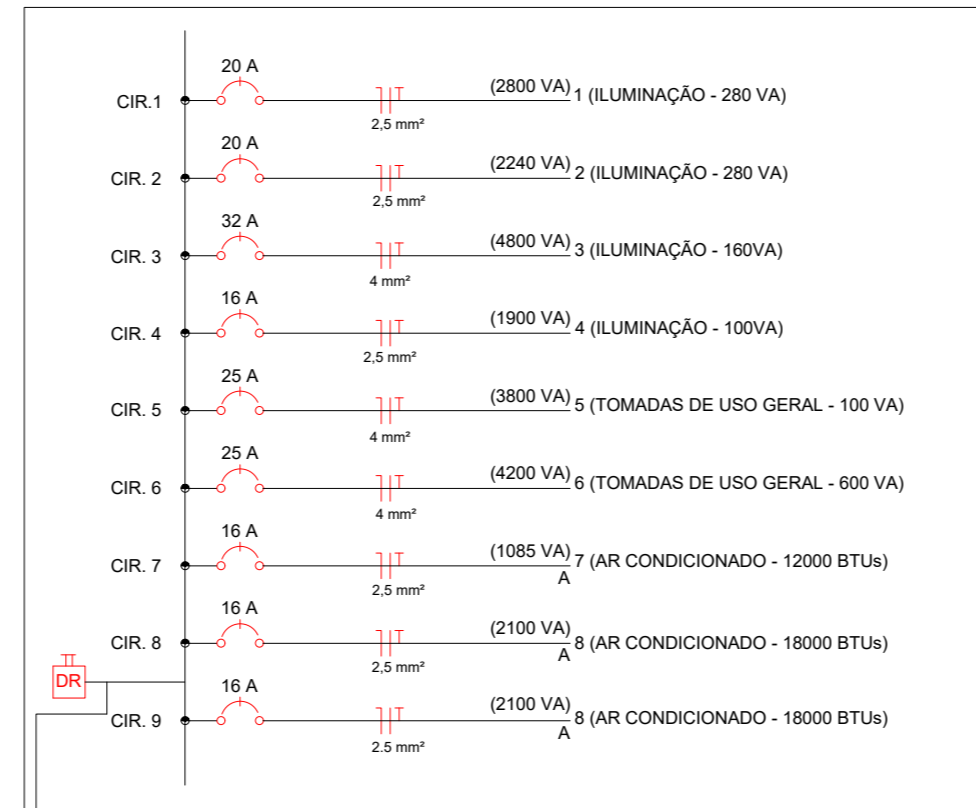 20 A
CIR.1 (2800 VA) 1 (ILUMINAÇÃO - 280 VA)
2,5 mm²
20 A
CIR. 2 (2240 VA) 2 (ILUMINAÇÃO - 280 VA)
2,5 mm²
32 A
CIR. 3 (4800 VA) 3 (ILUMINAÇÃO - 160VA)
4 mm²
16 A
CIR. 4 (1900 VA) 4 (ILUMINAÇÃO - 100VA)
2,5 mm²
25 A
CIR. 5 (3800 VA) 5 (TOMADAS DE USO GERAL - 100 VA)
4 mm²
25 A
CIR. 6 (4200 VA) 6 (TOMADAS DE USO GERAL - 600 VA)
4 mm²
16 A
CIR. 7 (1085 VA) 7 (AR CONDICIONADO - 12000 BTUs)
A
2,5 mm²
16 A
CIR. 8 (2100 VA) 8 (AR CONDICIONADO - 18000 BTUs)
A
2,5 mm²
DR
16 A
CIR. 9 (2100 VA) 8 (AR CONDICIONADO - 18000 BTUs)
A
2.5 mm²